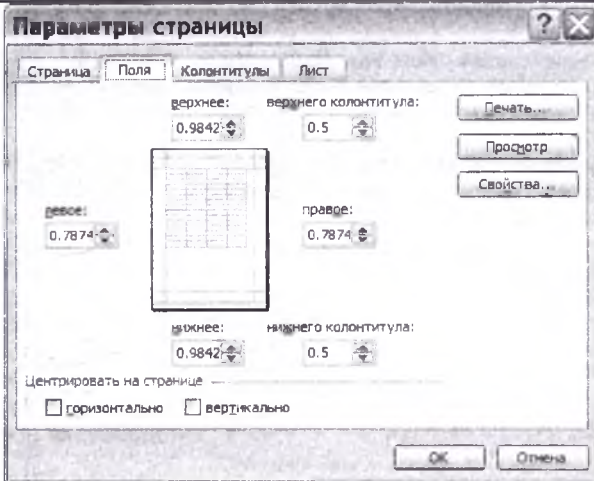 Параметры страницы
Страница Поля Колонтитулы Лист
верхнее: верхнего колонтитула:
0.9842 0.5
Печать...
Просмотр
Свойства...
левое: правое:
0.7874 0.7874
нижнее: нижнего колонтитула:
0.9842 0.5
Центрировать на странице
горизонтально вертикально
ОК Отмена